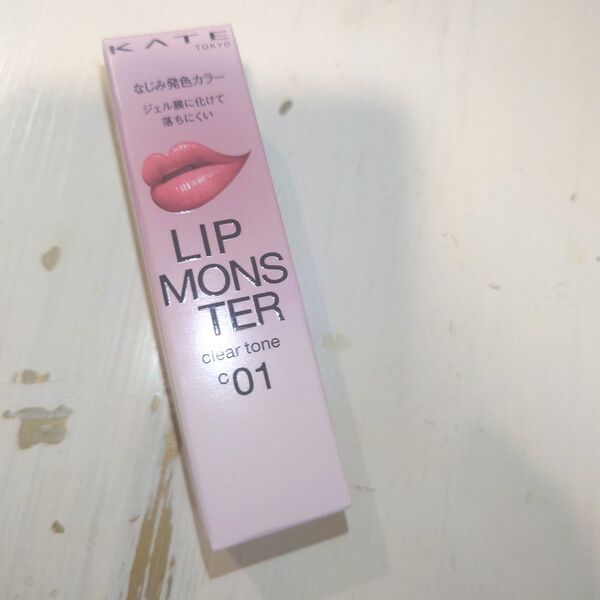 KATE
TOKYO
なじみ発色カラー
ジェル膜に化けて
落ちにくい
LIP
MONS
TER
clear tone
c01